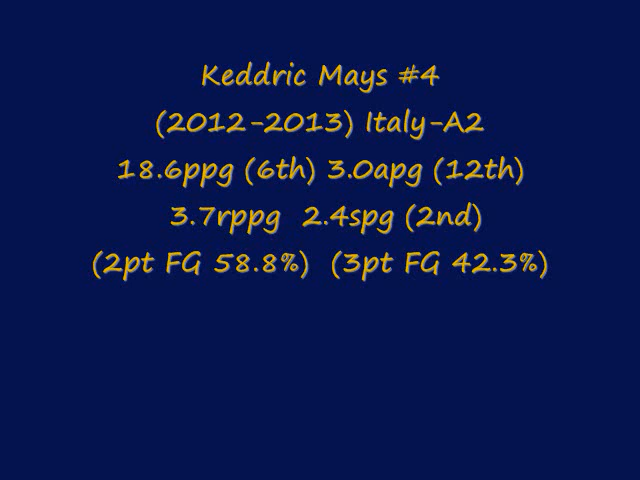 Keddric Mays #4
(2012-2013) Italy-A2
18.6ppg (6th) 3.0apg (12th)
3.7rppg 2.4spg (2nd)
(2pt FG 58.8%) (3pt FG 42.3%)